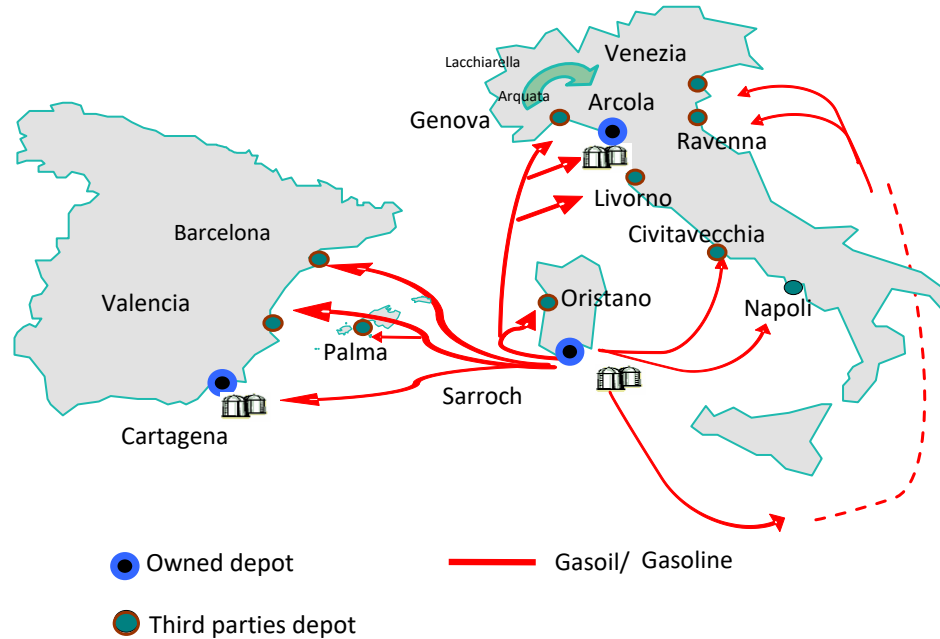 Venezia
Lacchiarella
Arquata
Arcola
Genova
Ravenna
Livorno
Barcelona
Civitavecchia
Valencia
Oristano
Napoli
Palma
Sarroch
Cartagena
Owned depot
Gasoil/ Gasoline
Third parties depot